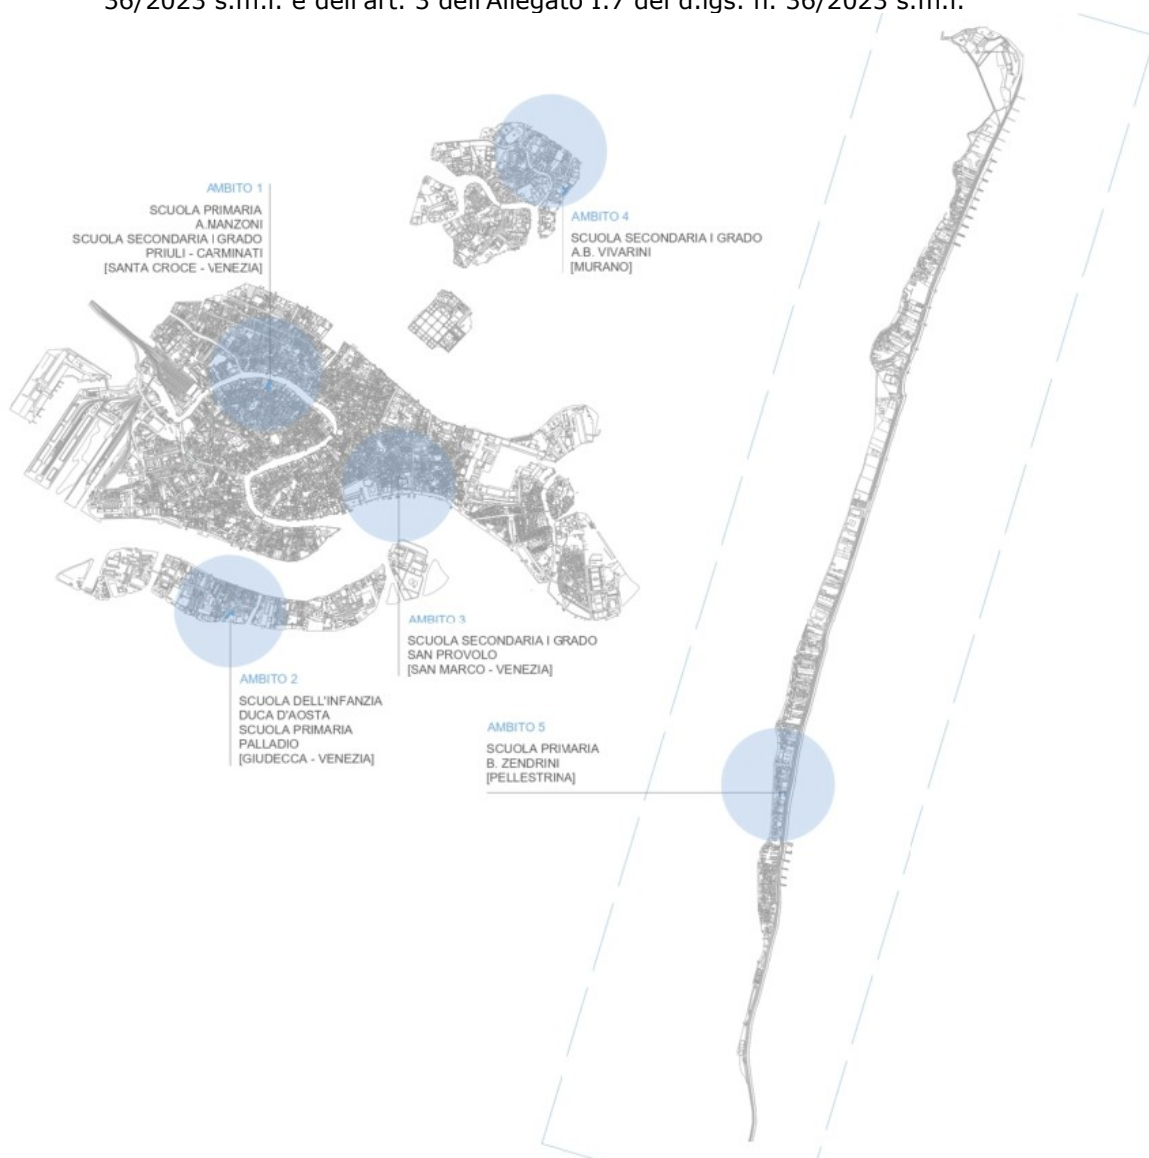 36/2023 s.m.i. e dell'art. 3 dell'Allegato I.7 del d.lgs. n. 36/2023 s.m.i.
AMBITO 1
SCUOLA PRIMARIA
A.MANZONI
SCUOLA SECONDARIA I GRADO
PRIULI - CARMINATI
[SANTA CROCE - VENEZIA]
AMBITO 4
SCUOLA SECONDARIA I GRADO
A.B. VIVARINI
[MURANO]
AMBITO 3
SCUOLA SECONDARIA I GRADO
SAN PROVOLO
[SAN MARCO - VENEZIA]
AMBITO 2
SCUOLA DELL'INFANZIA
DUCA D'AOSTA
SCUOLA PRIMARIA
PALLADIO
[GIUDECCA - VENEZIA]
AMBITO 5
SCUOLA PRIMARIA
B. ZENDRINI
[PELLESTRINA]